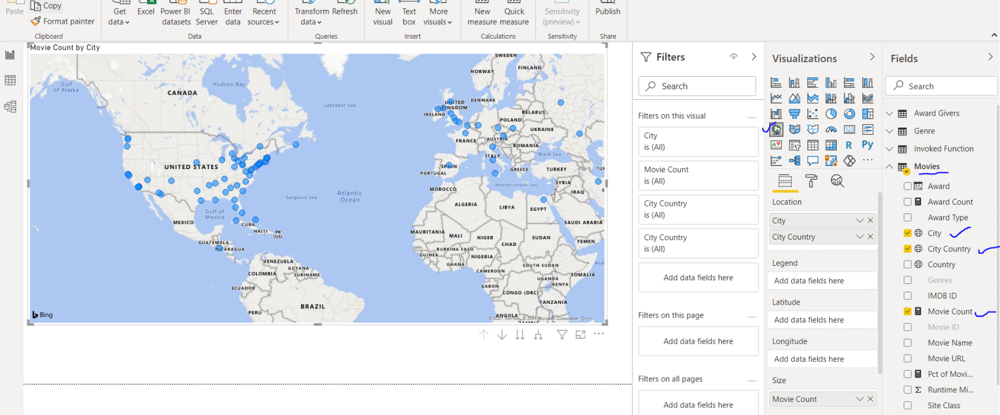 Paste
Copy
Format painter
Clipboard
Get data
Excel
Power BI datasets
SQL Server
Enter data
Recent sources
Data
Transform data
Refresh
Queries
New visual
Text box
More visuals
Insert
New measure
Quick measure
Calculations
Sensitivity (preview)
Sensitivity
Publish
Share
Movie Count by City
SWEDEN
FINLAND
NORWAY
Gulf of Alaska
Hudson Bay
CANADA
Labrador Sea
UNITED KINGDOM
DENMARK
IRELAND
BELARUS
POLAND
UKRAINE
FRANCE
AUSTRIA
ROMANIA
ITALY
Black Sea
UNITED STATES
SPAIN
PORTUGAL
GREECE
TURKEY
TUR
Mediterranean Sea
SYRIA
IRAQ
Atlantic Ocean
Sargasso Sea
MOROCCO
ALGERIA
LIBYA
EGYPT
Gulf of Mexico
MEXICO
CUBA
HAITI
PR (US)
SAUDI ARABIA
MAURITANIA
MALI
NIGER
CHAD
SUDAN
YEMEN
GUATEMALA
NICARAGUA
BURKINA FASO
GUINEA
NIGERIA
GHANA
Aral
VENEZUELA
GUYANA
SURINAME
COLOMBIA
CAMEROON
SOUTH SUDAN
SOMALIA
UGANDA
KENYA
GABON
CONGO (DRC)
ECUADOR
TANZANIA
PERU
BRAZIL
ANGOLA
ZAMBIA
Bing
© 2021 TomTom, © 2021 Microsoft Corporation Terms
Filters
Search
Filters on this visual
City
is (All)
Movie Count
is (All)
City Country
is (All)
City Country
is (All)
Add data fields here
Filters on this page
Add data fields here
Filters on all pages
Add data fields here
Visualizations
123
R
Py
Location
City
City Country
Legend
Add data fields here
Latitude
Add data fields here
Longitude
Add data fields here
Size
Movie Count
Fields
Search
Award Givers
Genre
Invoked Function
Movies
Award
Award Count
Award Type
City
City Country
Country
Genres
IMDB ID
Movie Count
Movie ID
Movie Name
Movie URL
Pct of Movi...
Runtime Mi...
Site Class